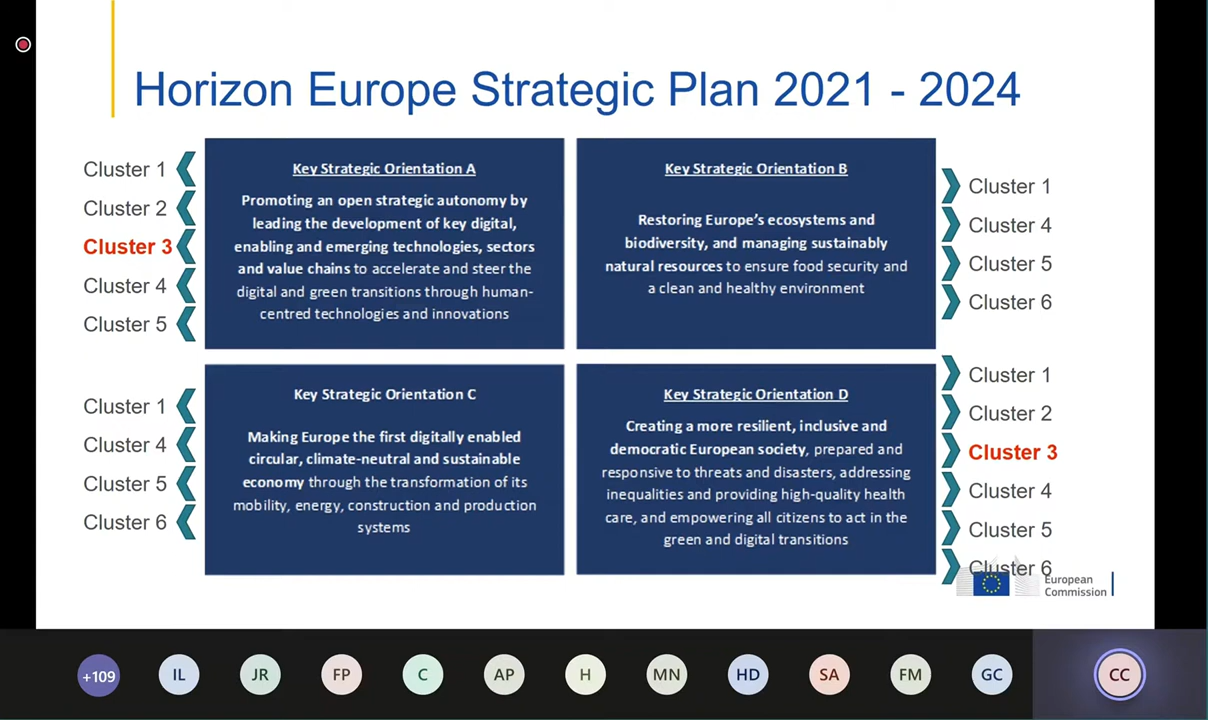 Horizon Europe Strategic Plan 2021 - 2024
Cluster 1
Cluster 2
Cluster 3
Cluster 4
Cluster 5
Key Strategic Orientation A
Promoting an open strategic autonomy by
leading the development of key digital,
enabling and emerging technologies, sectors
and value chains to accelerate and steer the
digital and green transitions through human-
centred technologies and innovations
Key Strategic Orientation B
Restoring Europe's ecosystems and
biodiversity, and managing sustainably
natural resources to ensure food security and
a clean and healthy environment
Cluster 1
Cluster 4
Cluster 5
Cluster 6
Cluster 1
Cluster 4
Cluster 5
Cluster 6
Key Strategic Orientation C
Making Europe the first digitally enabled
circular, climate-neutral and sustainable
economy through the transformation of its
mobility, energy, construction and production
systems
Key Strategic Orientation D
Creating a more resilient, inclusive and
democratic European society, prepared and
responsive to threats and disasters, addressing
inequalities and providing high-quality health
care, and empowering all citizens to act in the
green and digital transitions
Cluster 1
Cluster 2
Cluster 3
Cluster 4
Cluster 5
Cluster 6
European
Commission
+109 IL JR FP C AP H MN HD SA FM GC CC